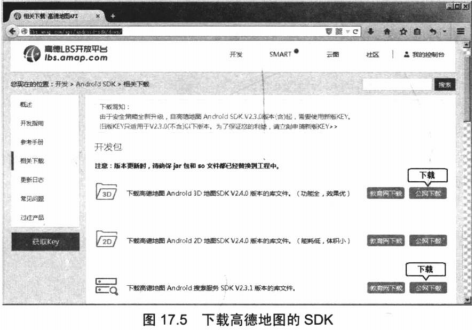 相关下载-高德地图API
高德LBS开放平台
lbs.amap.com
开发 SMART 云图 社区 我的控制台
您现在的位置：开发 > Android SDK > 相关下载
搜索
概述
开发指南
参考手册
相关下载
更新日志
常见问题
过往产品
获取Key
下载需知：
由于安全策略全新升级，自高德地图 Android SDK V2.3.0版本(含)起，需要使用新版KEY。
旧版KEY只适用于V2.3.0(不含)以下版本。为了保证您的利益，请立即申请新版KEY>>
开发包
注意：版本更新时，请确保 jar 包和 so 文件都已经替换到工程中。
下载
3D 下载高德地图 Android 3D 地图SDK V2.4.0 版本的库文件。（功能全，效果优） 教育网下载 公网下载
2D 下载高德地图 Android 2D 地图SDK V2.4.0 版本的库文件。（能耗低，体积小） 教育网下载 公网下载
下载
下载高德地图 Android 搜索服务 SDK V2.3.1 版本的库文件。 教育网下载 公网下载
图 17.5 下载高德地图的 SDK